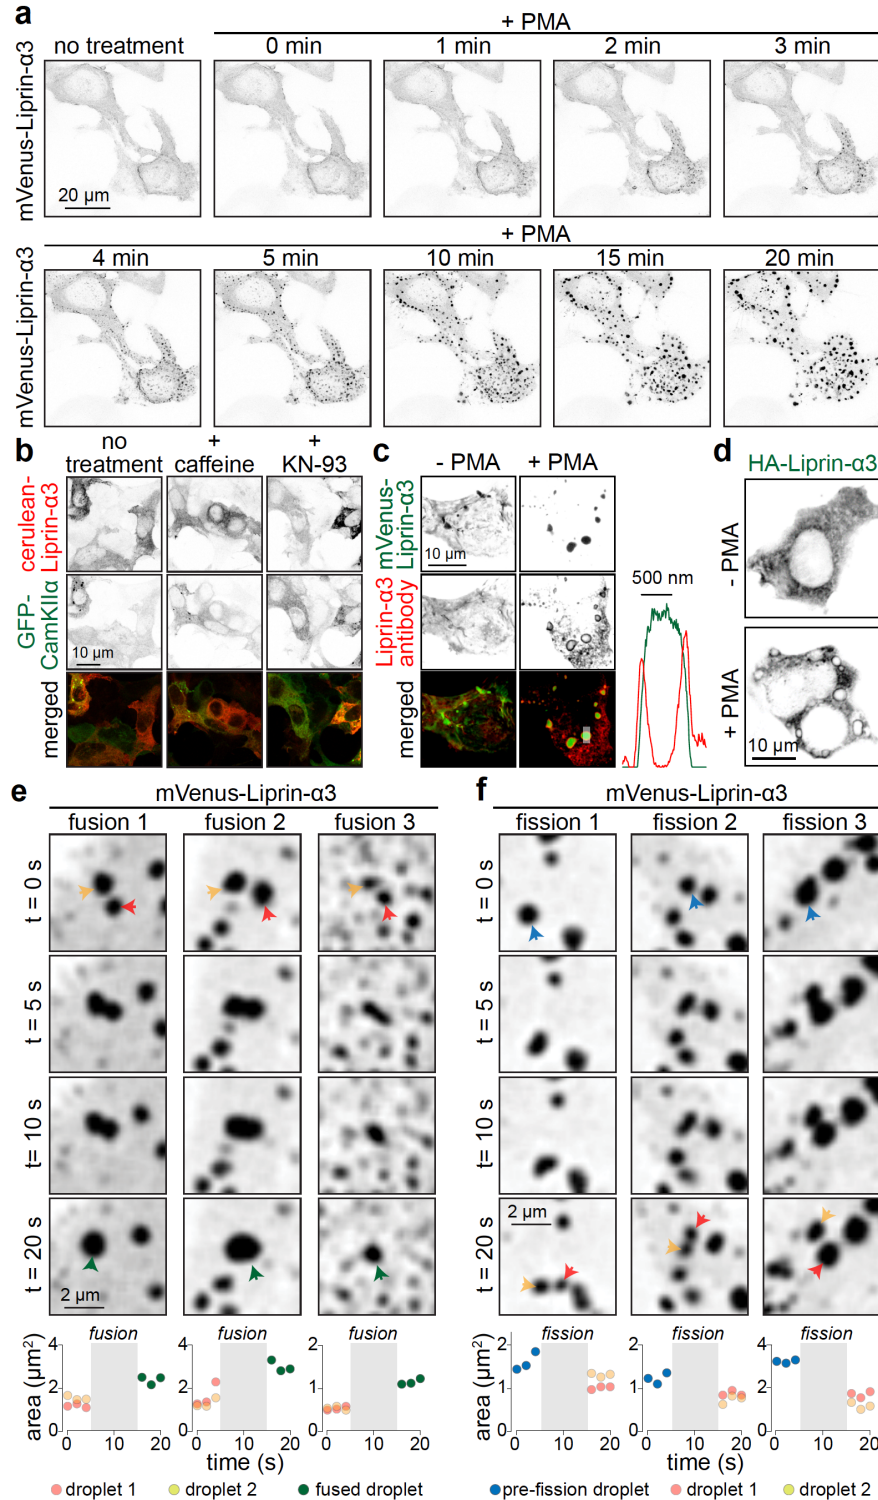 a
+ PMA
no treatment 0 min 1 min 2 min 3 min
mVenus-Liprin-α3
20 µm
+ PMA
4 min 5 min 10 min 15 min 20 min
mVenus-Liprin-α3
b
no treatment
+ caffeine
+ KN-93
cerulean-
Liprin-α3
GFP-
CamKIIα
10 µm
merged
c
- PMA + PMA
mVenus-
Liprin-α3
10 µm
Liprin-α3
antibody
merged
500 nm
d
HA-Liprin-α3
- PMA
+ PMA
10 µm
e
mVenus-Liprin-α3
fusion 1 fusion 2 fusion 3
t = 0 s
t = 5 s
t= 10 s
t = 20 s
2 µm
fusion fusion fusion
area (µm²)
4 4 2
2 2 1
0 0 0
0 10 20 0 10 20 0 10 20
time (s)
droplet 1 droplet 2 fused droplet
f
mVenus-Liprin-α3
fission 1 fission 2 fission 3
t = 0 s
t = 5 s
t= 10 s
t = 20 s
2 µm
fission fission fission
area (µm²)
2 2 4
1 1 2
0 0 0
0 10 20 0 10 20 0 10 20
time (s)
pre-fission droplet droplet 1 droplet 2